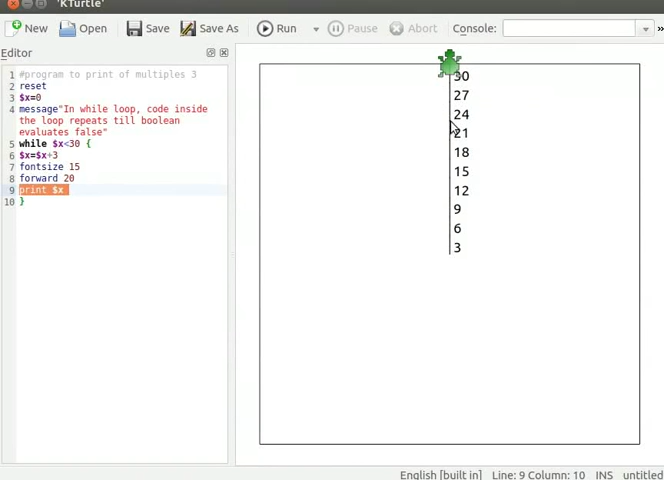 'KTurtle'
New Open Save Save As Run Pause Abort Console: »
Editor
1 #program to print of multiples 3
2 reset
3 $x=0
4 message"In while loop, code inside
the loop repeats till boolean
evaluates false"
5 while $x<30 {
6 $x=$x+3
7 fontsize 15
8 forward 20
9 print $x
10 }
30
27
24
21
18
15
12
9
6
3
English [built in] Line: 9 Column: 10 INS untitled